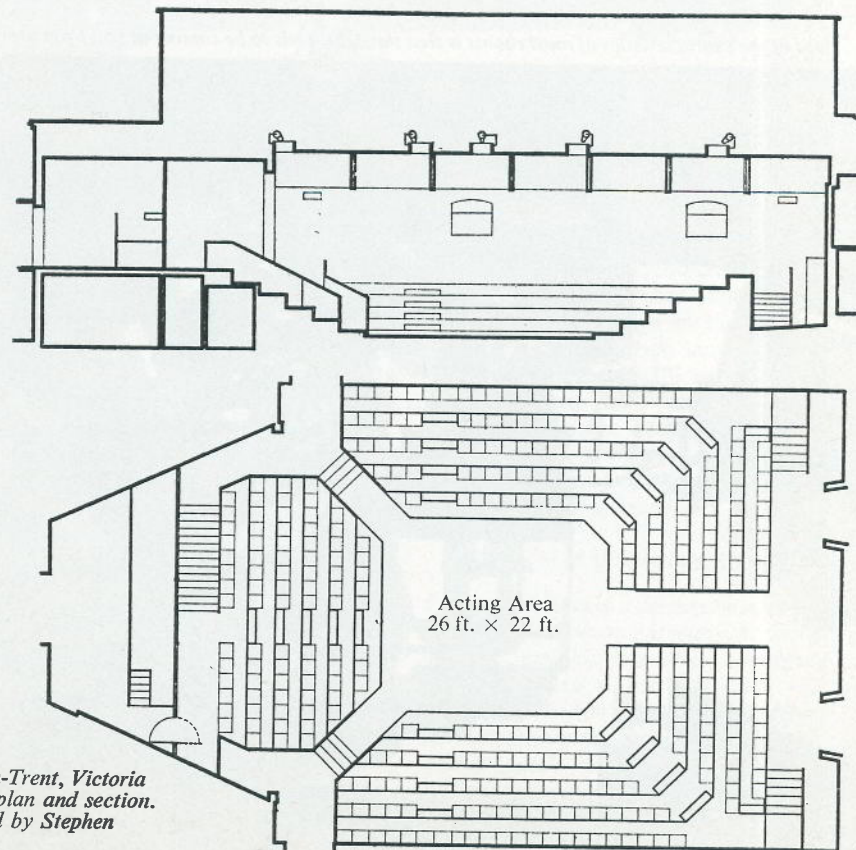 Acting Area
26 ft. × 22 ft.
-Trent, Victoria
plan and section.
by Stephen